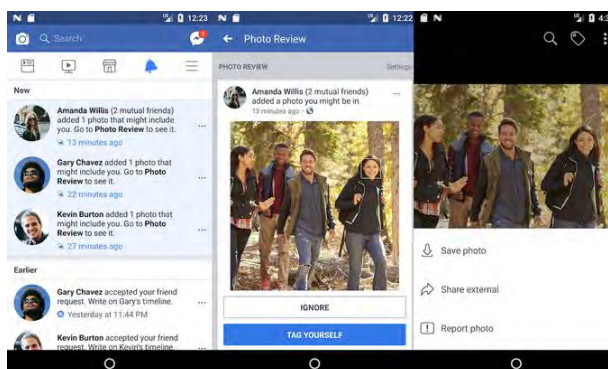 12:23
Search
New
Amanda Willis (2 mutual friends)
added 1 photo that might include
you. Go to Photo Review to see it.
13 minutes ago
Gary Chavez added 1 photo that
might include you. Go to Photo
Review to see it.
22 minutes ago
Kevin Burton added 1 photo that
might include you. Go to Photo
Review to see it.
27 minutes ago
Earlier
Gary Chavez accepted your friend
request. Write on Gary's timeline.
Yesterday at 11:44 PM
Kevin Burton accepted your friend
request. Write on Kevin's timeline.
12:22
Photo Review
PHOTO REVIEW
Settings
Amanda Willis (2 mutual friends)
added a photo you might be in.
13 minutes ago
IGNORE
TAG YOURSELF
Save photo
Share external
Report photo